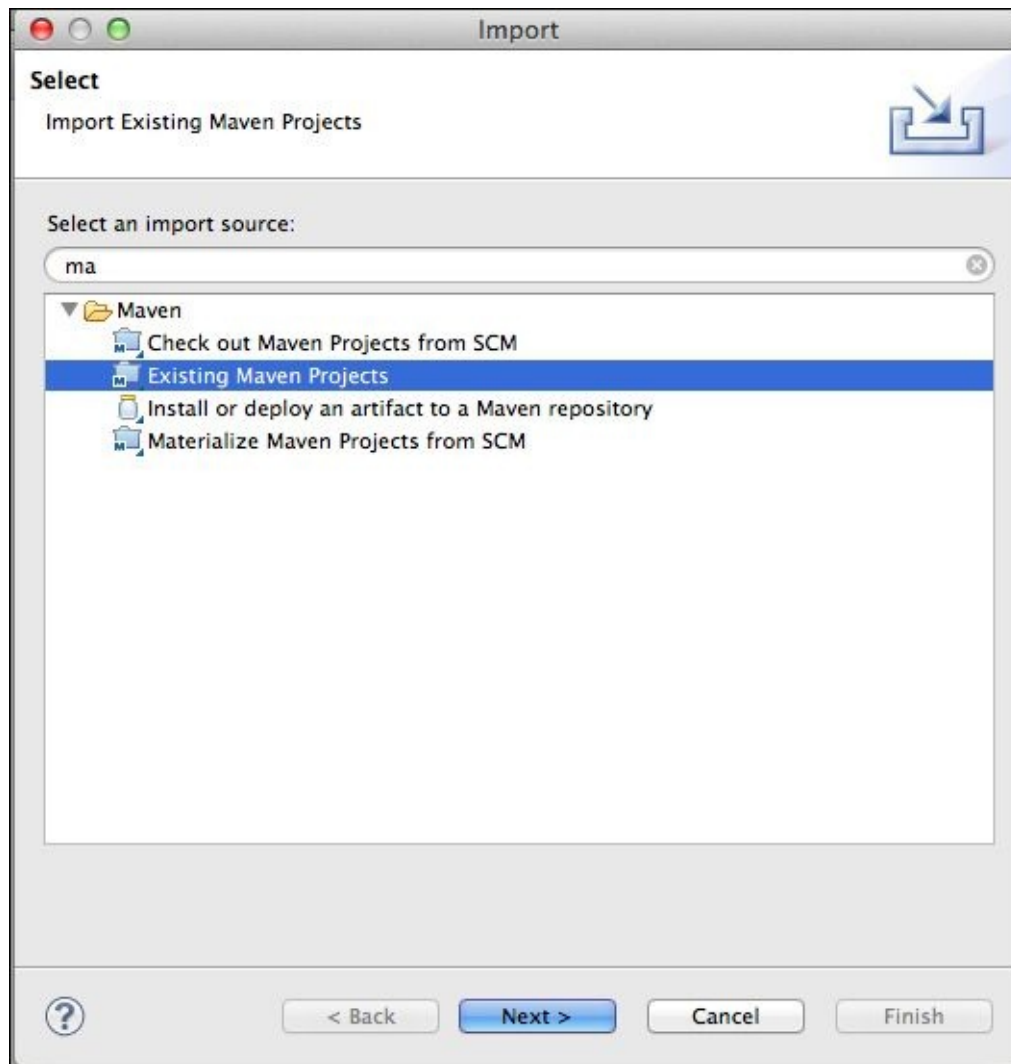 Import
Select
Import Existing Maven Projects
Select an import source:
ma
Maven
Check out Maven Projects from SCM
Existing Maven Projects
Install or deploy an artifact to a Maven repository
Materialize Maven Projects from SCM
? < Back Next > Cancel Finish